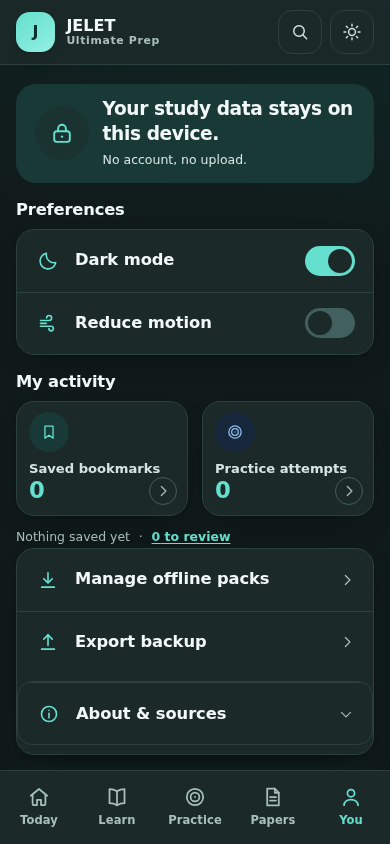 J
JELET
Ultimate Prep
Your study data stays on
this device.
No account, no upload.
Preferences
Dark mode
Reduce motion
My activity
Saved bookmarks
0
Practice attempts
0
Nothing saved yet · 0 to review
Manage offline packs
Export backup
About & sources
Today
Learn
Practice
Papers
You